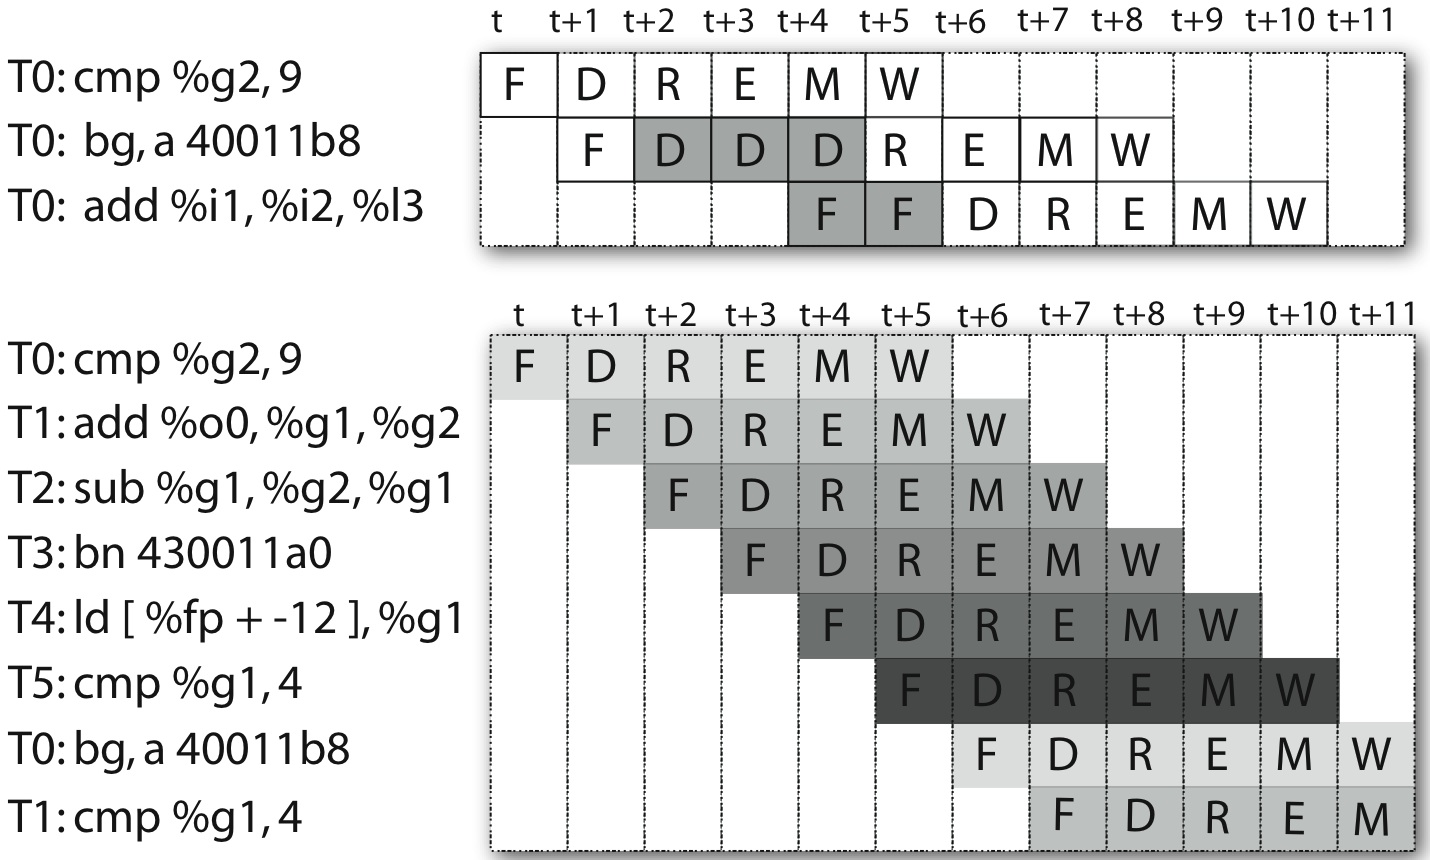 t t+1 t+2 t+3 t+4 t+5 t+6 t+7 t+8 t+9 t+10 t+11
T0: cmp %g2, 9 F D R E M W
T0: bg, a 40011b8 F D D D R E M W
T0: add %i1, %i2, %l3 F F D R E M W
t t+1 t+2 t+3 t+4 t+5 t+6 t+7 t+8 t+9 t+10 t+11
T0: cmp %g2, 9 F D R E M W
T1: add %o0, %g1, %g2 F D R E M W
T2: sub %g1, %g2, %g1 F D R E M W
T3: bn 430011a0 F D R E M W
T4: ld [ %fp + -12 ], %g1 F D R E M W
T5: cmp %g1, 4 F D R E M W
T0: bg, a 40011b8 F D R E M W
T1: cmp %g1, 4 F D R E M